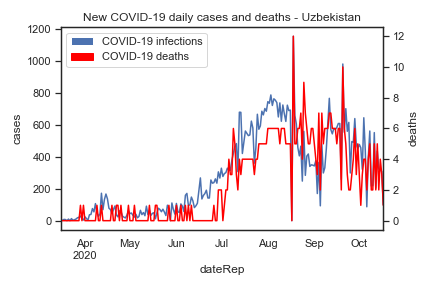 New COVID-19 daily cases and deaths - Uzbekistan
COVID-19 infections
COVID-19 deaths
1200
1000
800
600
400
200
0
cases
12
10
8
6
4
2
0
deaths
Apr May Jun Jul Aug Sep Oct
2020
dateRep